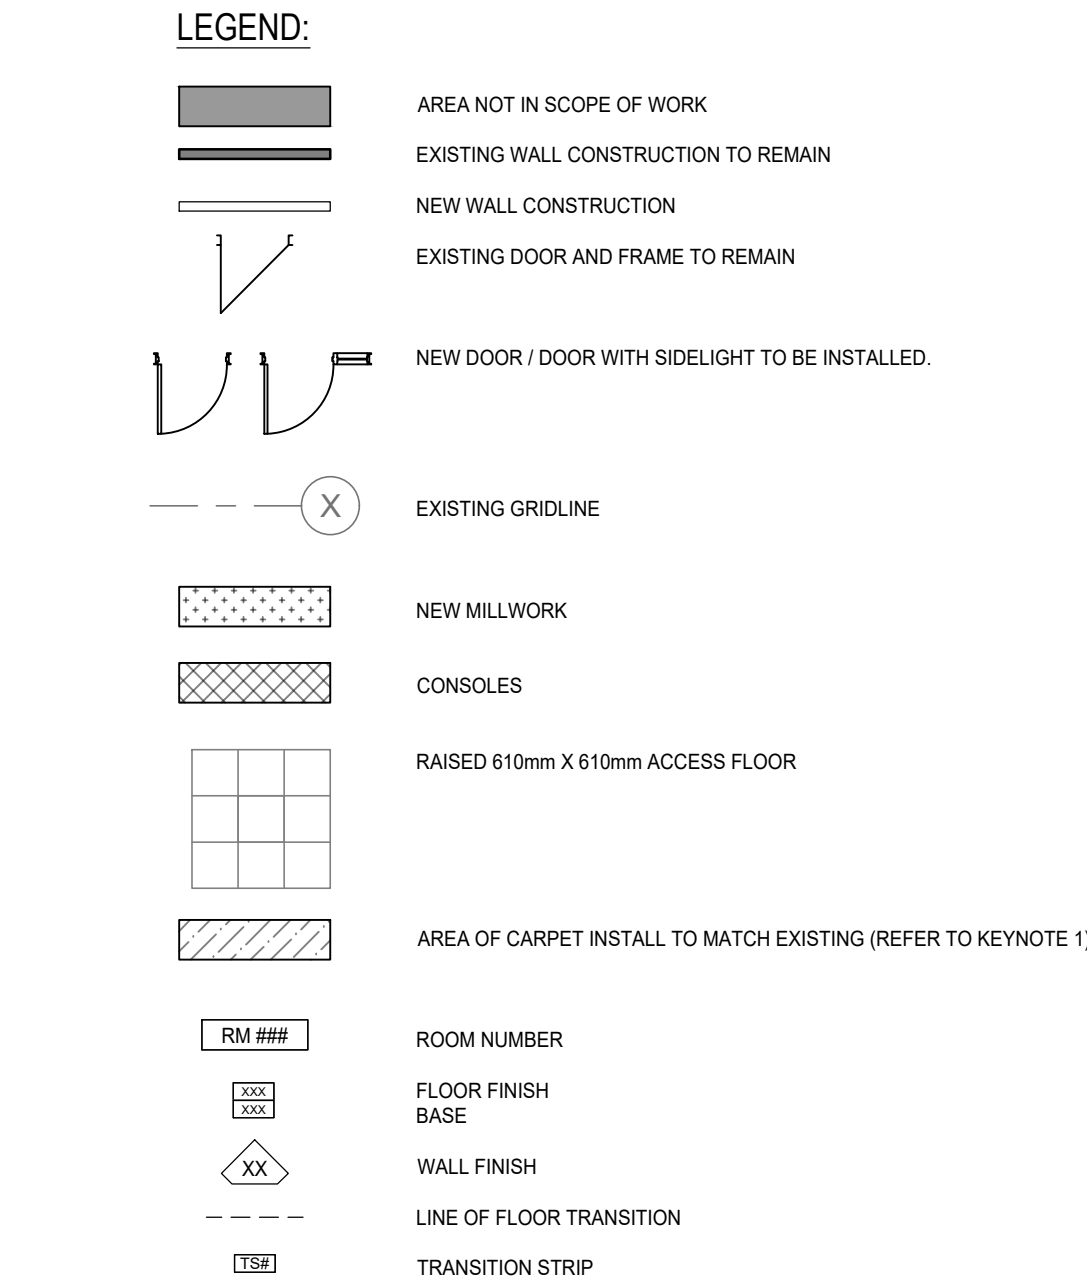 LEGEND:
AREA NOT IN SCOPE OF WORK
EXISTING WALL CONSTRUCTION TO REMAIN
NEW WALL CONSTRUCTION
EXISTING DOOR AND FRAME TO REMAIN
NEW DOOR / DOOR WITH SIDELIGHT TO BE INSTALLED.
X EXISTING GRIDLINE
NEW MILLWORK
CONSOLES
RAISED 610mm X 610mm ACCESS FLOOR
AREA OF CARPET INSTALL TO MATCH EXISTING (REFER TO KEYNOTE 1)
RM ### ROOM NUMBER
XXX FLOOR FINISH
XXX BASE
XX WALL FINISH
LINE OF FLOOR TRANSITION
TS# TRANSITION STRIP